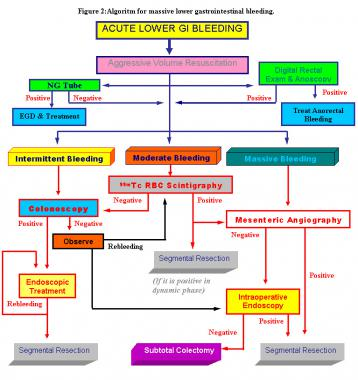 Figure 2:Algoritm for massive lower gastrointestinal bleeding.
ACUTE LOWER GI BLEEDING
Aggressive Volume Resuscitation
NG Tube
Digital Rectal
Exam & Anoscopy
Positive
Negative
Positive
Negative
EGD & Treatment
Treat Anorectal
Bleeding
Intermittent Bleeding
Moderate Bleeding
Massive Bleeding
99mTc RBC Scintigraphy
Negative
Positive
Colonoscopy
Mesenteric Angiography
Positive
Negative
Observe
Rebleeding
Negative
Positive
Segmental Resection
(If it is positive in
dynamic phase)
Endoscopic
Treatment
Rebleeding
Intraoperative
Endoscopy
Negative
Positive
Segmental Resection
Subtotal Colectomy
Segmental Resection